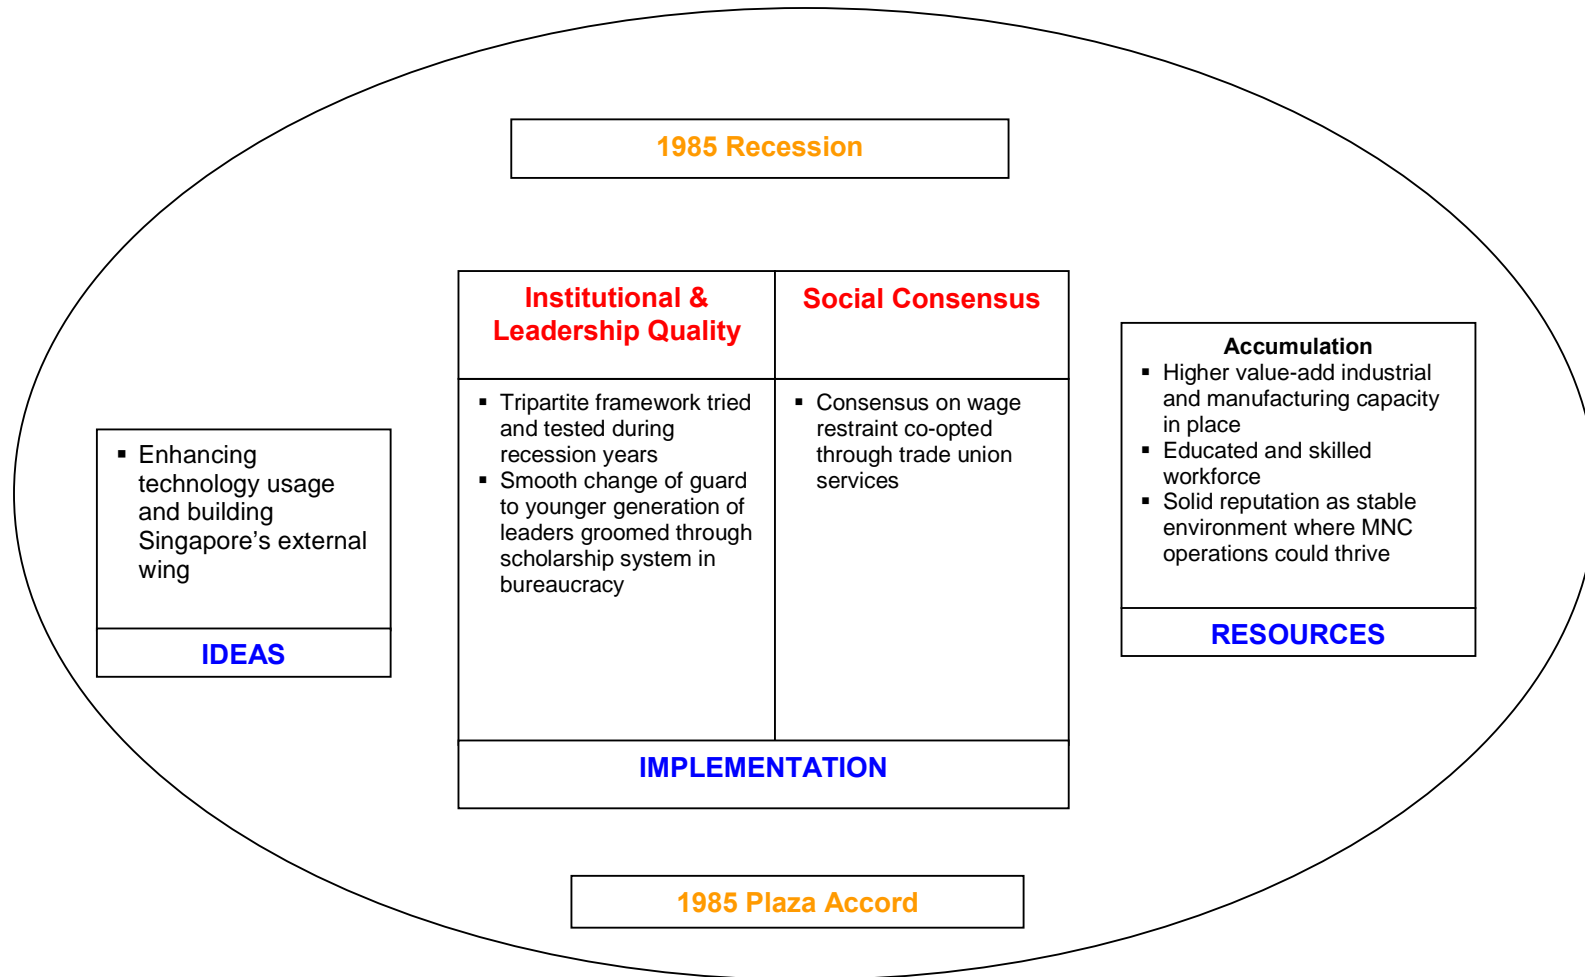 1985 Recession
Institutional &
Leadership Quality
Social Consensus
▪ Tripartite framework tried
and tested during
recession years
▪ Smooth change of guard
to younger generation of
leaders groomed through
scholarship system in
bureaucracy
▪ Consensus on wage
restraint co-opted
through trade union
services
IMPLEMENTATION
▪ Enhancing
technology usage
and building
Singapore’s external
wing
IDEAS
Accumulation
▪ Higher value-add industrial
and manufacturing capacity
in place
▪ Educated and skilled
workforce
▪ Solid reputation as stable
environment where MNC
operations could thrive
RESOURCES
1985 Plaza Accord